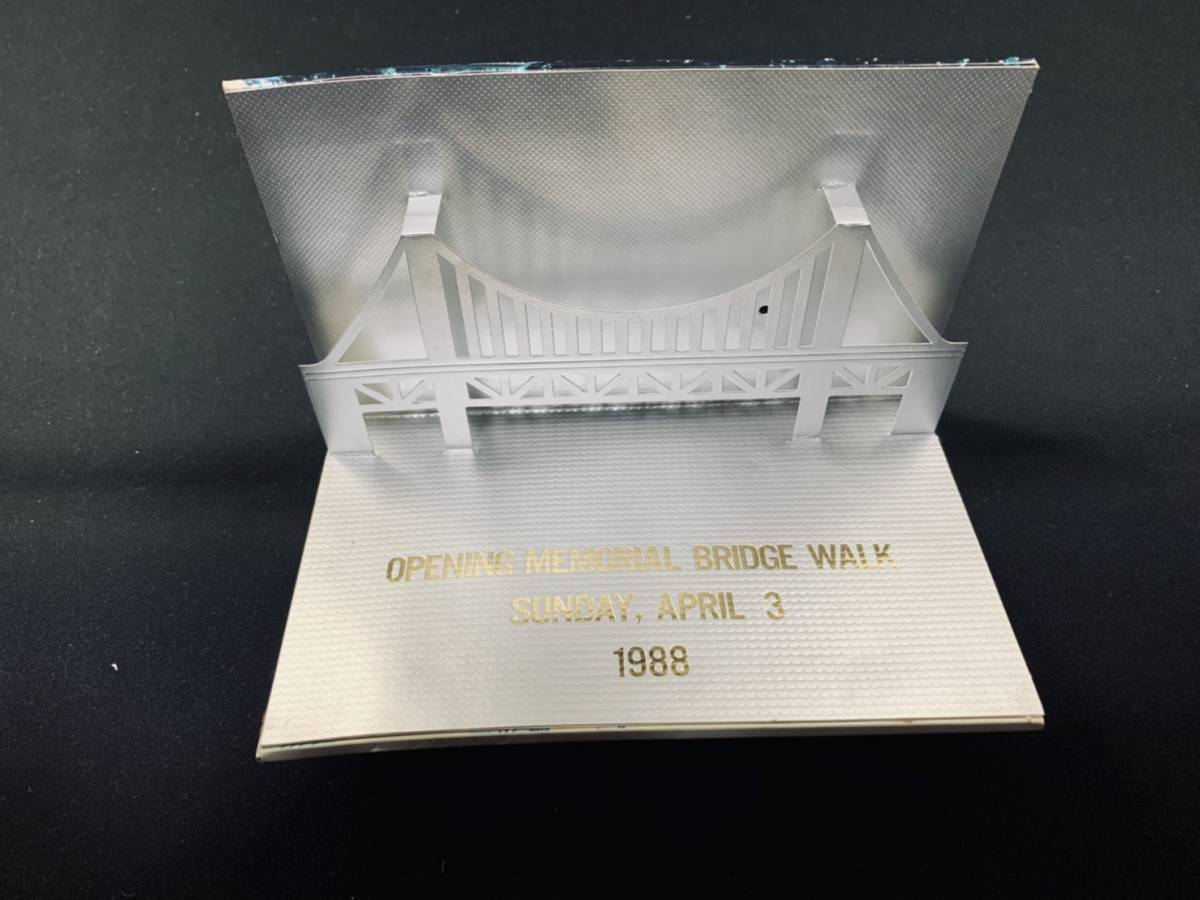 OPENING MEMORIAL BRIDGE WALK
SUNDAY, APRIL 3
1988